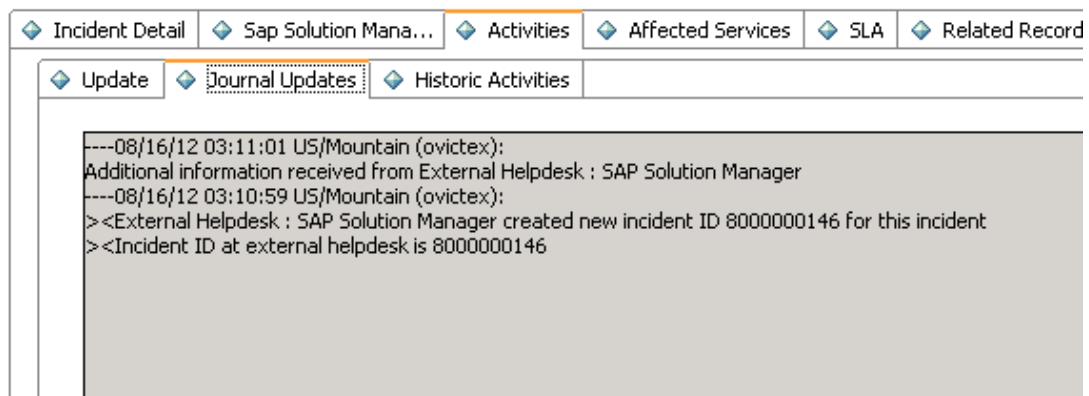 Incident Detail Sap Solution Mana... Activities Affected Services SLA Related Record
Update Journal Updates Historic Activities
----08/16/12 03:11:01 US/Mountain (ovictex):
Additional information received from External Helpdesk : SAP Solution Manager
----08/16/12 03:10:59 US/Mountain (ovictex):
><External Helpdesk : SAP Solution Manager created new incident ID 8000000146 for this incident
><Incident ID at external helpdesk is 8000000146